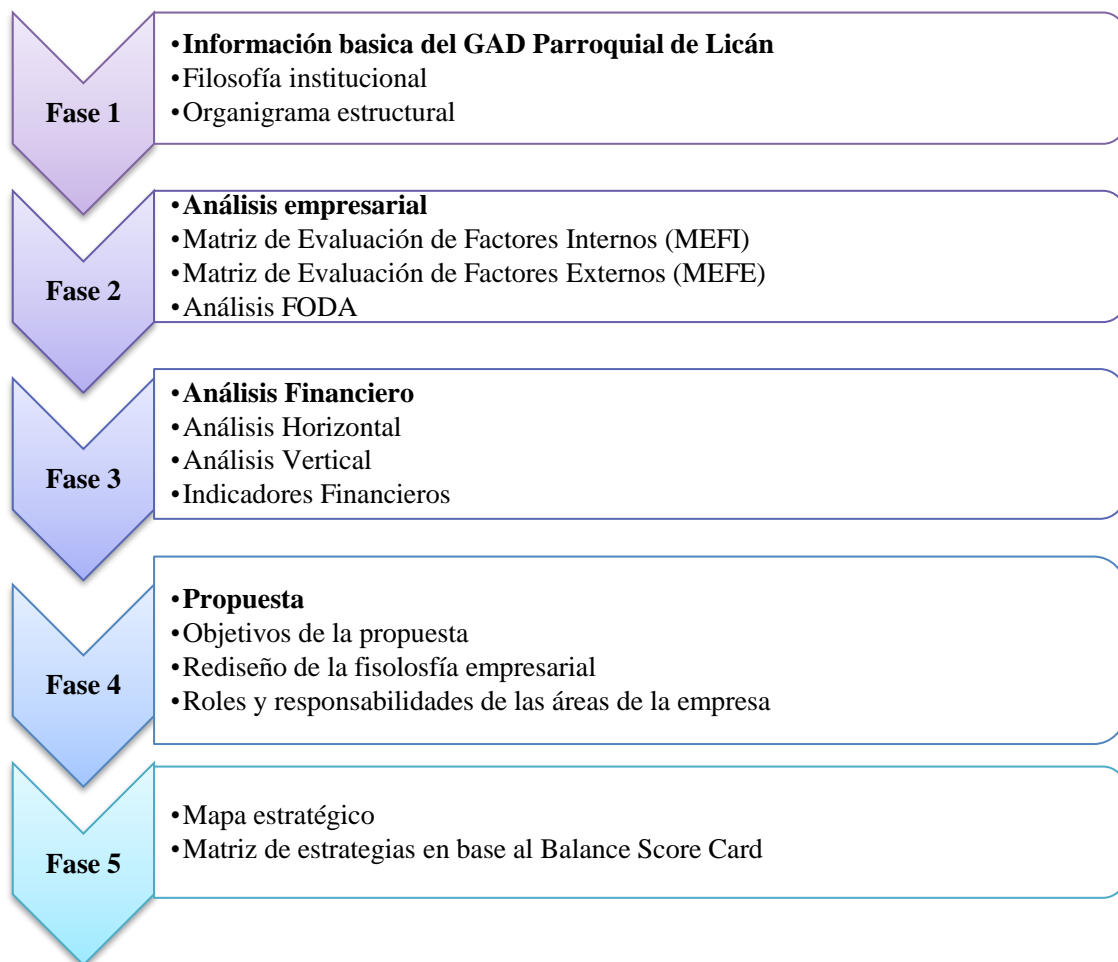 Fase 1
•Información basica del GAD Parroquial de Licán
•Filosofía institucional
•Organigrama estructural
Fase 2
•Análisis empresarial
•Matriz de Evaluación de Factores Internos (MEFI)
•Matriz de Evaluación de Factores Externos (MEFE)
•Análisis FODA
Fase 3
•Análisis Financiero
•Análisis Horizontal
•Análisis Vertical
•Indicadores Financieros
Fase 4
•Propuesta
•Objetivos de la propuesta
•Rediseño de la fisolosfía empresarial
•Roles y responsabilidades de las áreas de la empresa
Fase 5
•Mapa estratégico
•Matriz de estrategias en base al Balance Score Card